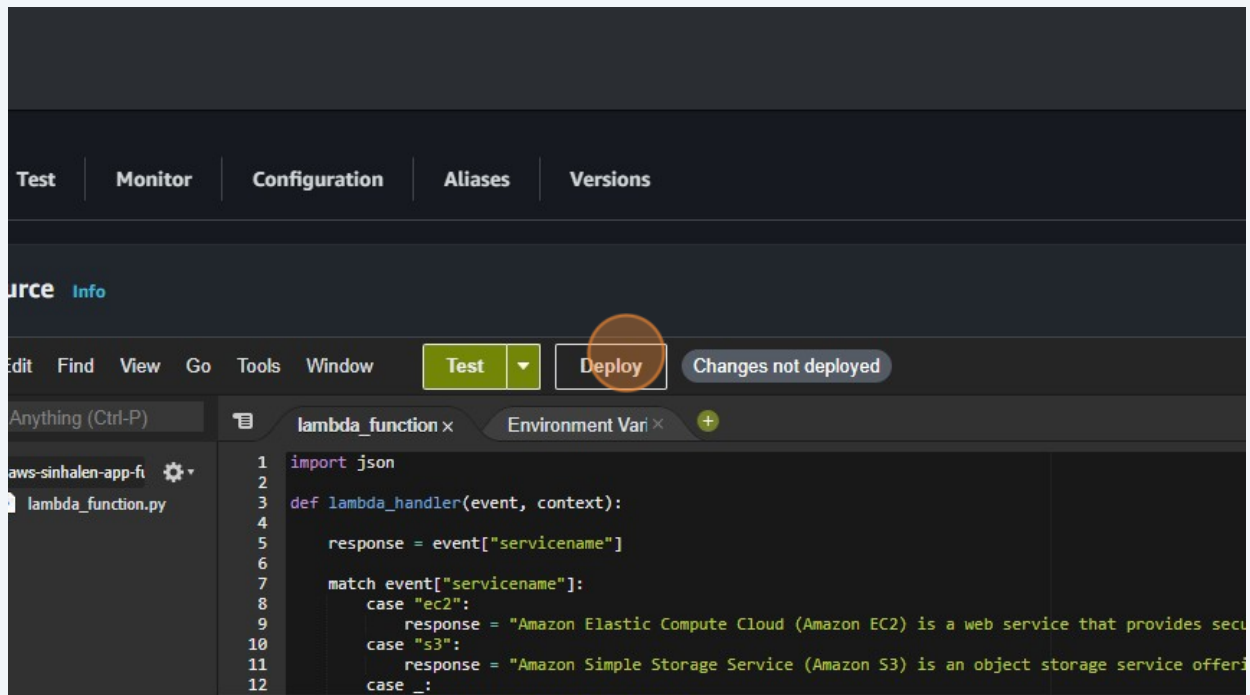 Test Monitor Configuration Aliases Versions
urce Info
Edit Find View Go Tools Window Test Deploy Changes not deployed
Anything (Ctrl-P) lambda_function × Environment Vari ×
aws-sinhalen-app-fu
lambda_function.py
1 import json
2
3 def lambda_handler(event, context):
4
5 response = event["servicename"]
6
7 match event["servicename"]:
8 case "ec2":
9 response = "Amazon Elastic Compute Cloud (Amazon EC2) is a web service that provides secu
10 case "s3":
11 response = "Amazon Simple Storage Service (Amazon S3) is an object storage service offeri
12 case _: